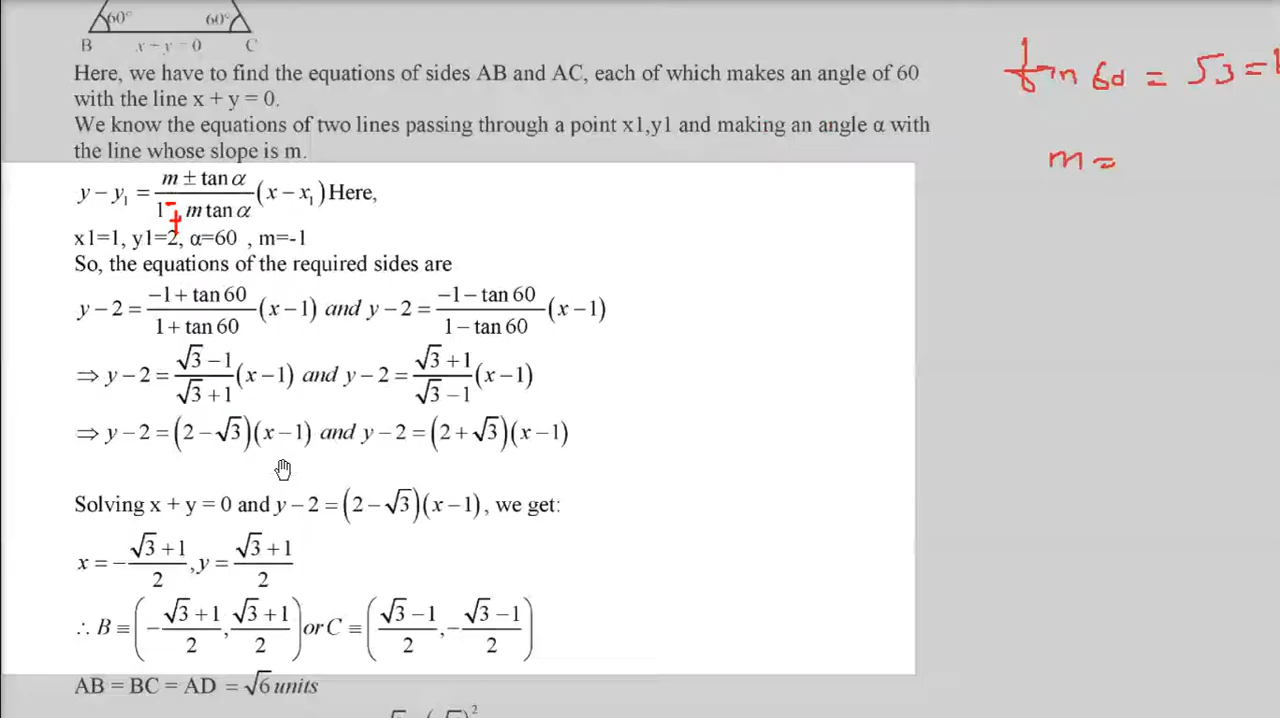 60° 60°
B x + y = 0 C
Here, we have to find the equations of sides AB and AC, each of which makes an angle of 60
with the line x + y = 0.
We know the equations of two lines passing through a point x1,y1 and making an angle α with
the line whose slope is m.
y − y₁ = (m ± tan α)/(1 ∓ m tan α) (x − x₁) Here,
x1=1, y1=2, α=60 , m=-1
So, the equations of the required sides are
y − 2 = (−1 + tan 60)/(1 + tan 60) (x − 1) and y − 2 = (−1 − tan 60)/(1 − tan 60) (x − 1)
⇒ y − 2 = (√3 − 1)/(√3 + 1) (x − 1) and y − 2 = (√3 + 1)/(√3 − 1) (x − 1)
⇒ y − 2 = (2 − √3)(x − 1) and y − 2 = (2 + √3)(x − 1)
Solving x + y = 0 and y − 2 = (2 − √3)(x − 1), we get:
x = −(√3 + 1)/2, y = (√3 + 1)/2
∴ B ≡ (−(√3 + 1)/2, (√3 + 1)/2) or C ≡ ((√3 − 1)/2, −(√3 − 1)/2)
AB = BC = AD = √6 units
60 = √3 =
m =